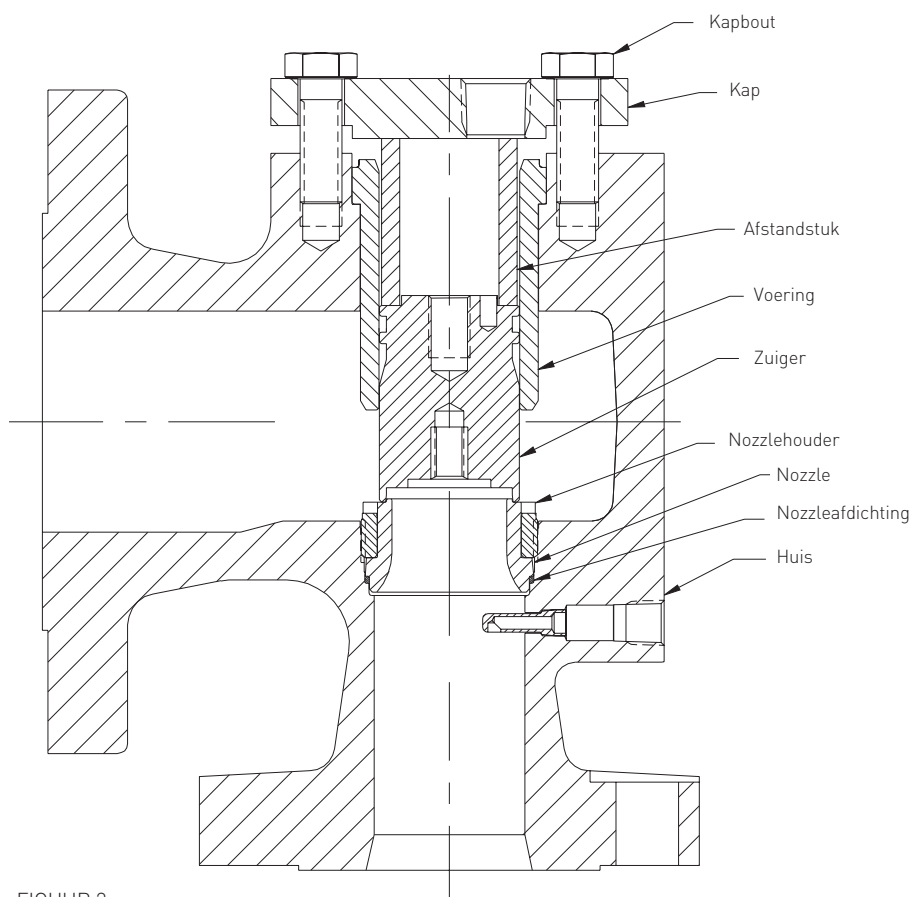 Kapbout
Kap
Afstandstuk
Voering
Zuiger
Nozzlehouder
Nozzle
Nozzleafdichting
Huis